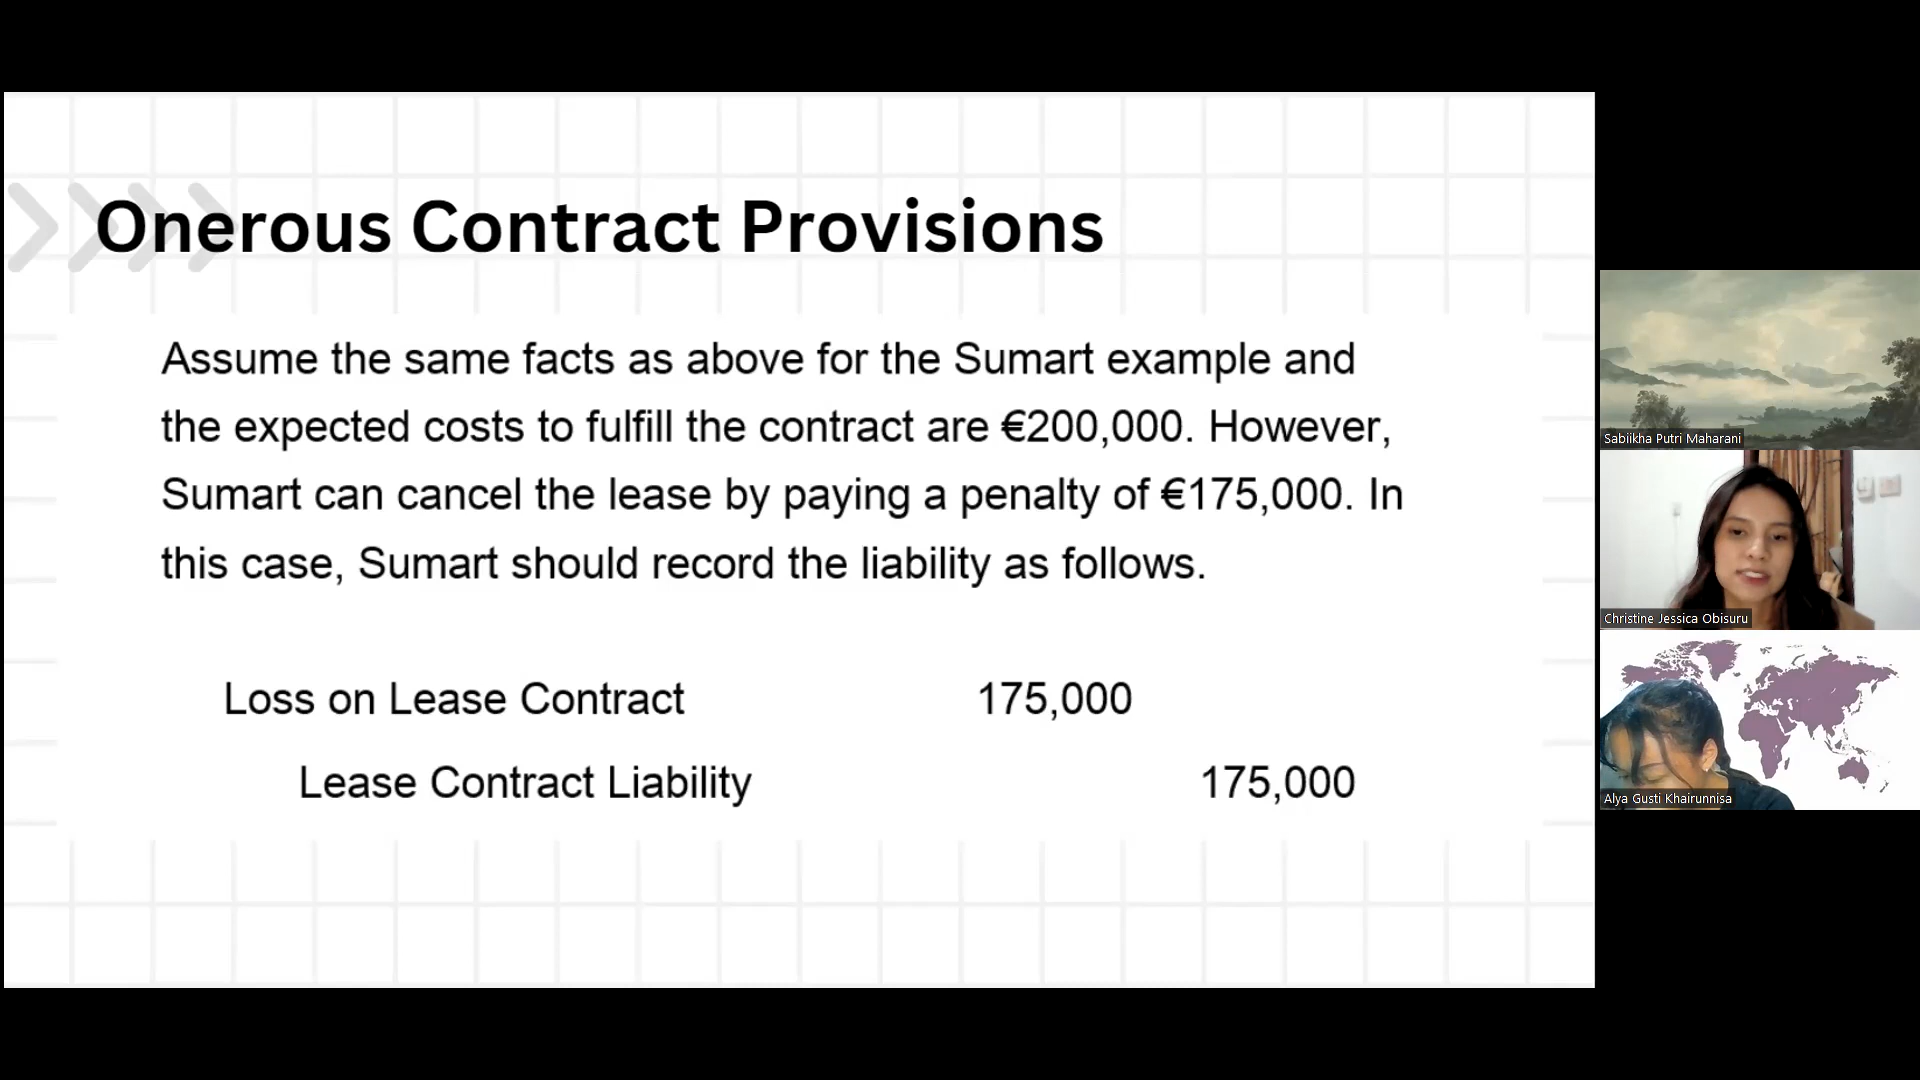 Onerous Contract Provisions
Assume the same facts as above for the Sumart example and
the expected costs to fulfill the contract are €200,000. However,
Sumart can cancel the lease by paying a penalty of €175,000. In
this case, Sumart should record the liability as follows.
Loss on Lease Contract 175,000
Lease Contract Liability 175,000
Sabiikha Putri Maharani
Christine Jessica Obisuru
Alya Gusti Khairunnisa